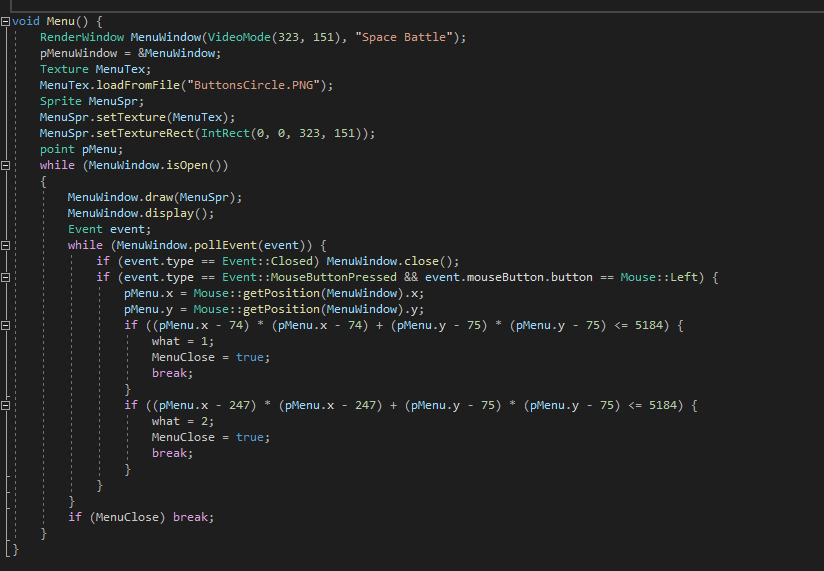 void Menu() {
RenderWindow MenuWindow(VideoMode(323, 151), "Space Battle");
pMenuWindow = &MenuWindow;
Texture MenuTex;
MenuTex.loadFromFile("ButtonsCircle.PNG");
Sprite MenuSpr;
MenuSpr.setTexture(MenuTex);
MenuSpr.setTextureRect(IntRect(0, 0, 323, 151));
point pMenu;
while (MenuWindow.isOpen())
{
MenuWindow.draw(MenuSpr);
MenuWindow.display();
Event event;
while (MenuWindow.pollEvent(event)) {
if (event.type == Event::Closed) MenuWindow.close();
if (event.type == Event::MouseButtonPressed && event.mouseButton.button == Mouse::Left) {
pMenu.x = Mouse::getPosition(MenuWindow).x;
pMenu.y = Mouse::getPosition(MenuWindow).y;
if ((pMenu.x - 74) * (pMenu.x - 74) + (pMenu.y - 75) * (pMenu.y - 75) <= 5184) {
what = 1;
MenuClose = true;
break;
}
if ((pMenu.x - 247) * (pMenu.x - 247) + (pMenu.y - 75) * (pMenu.y - 75) <= 5184) {
what = 2;
MenuClose = true;
break;
}
}
}
if (MenuClose) break;
}
}